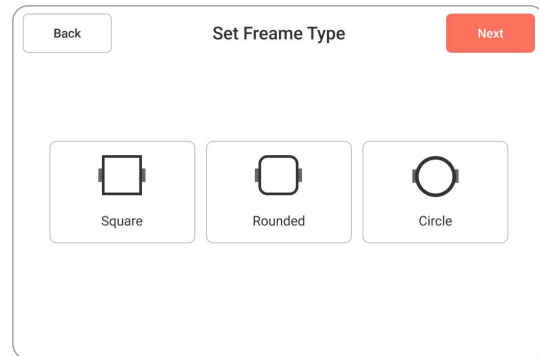 Back
Set Freame Type
Next
Square
Rounded
Circle